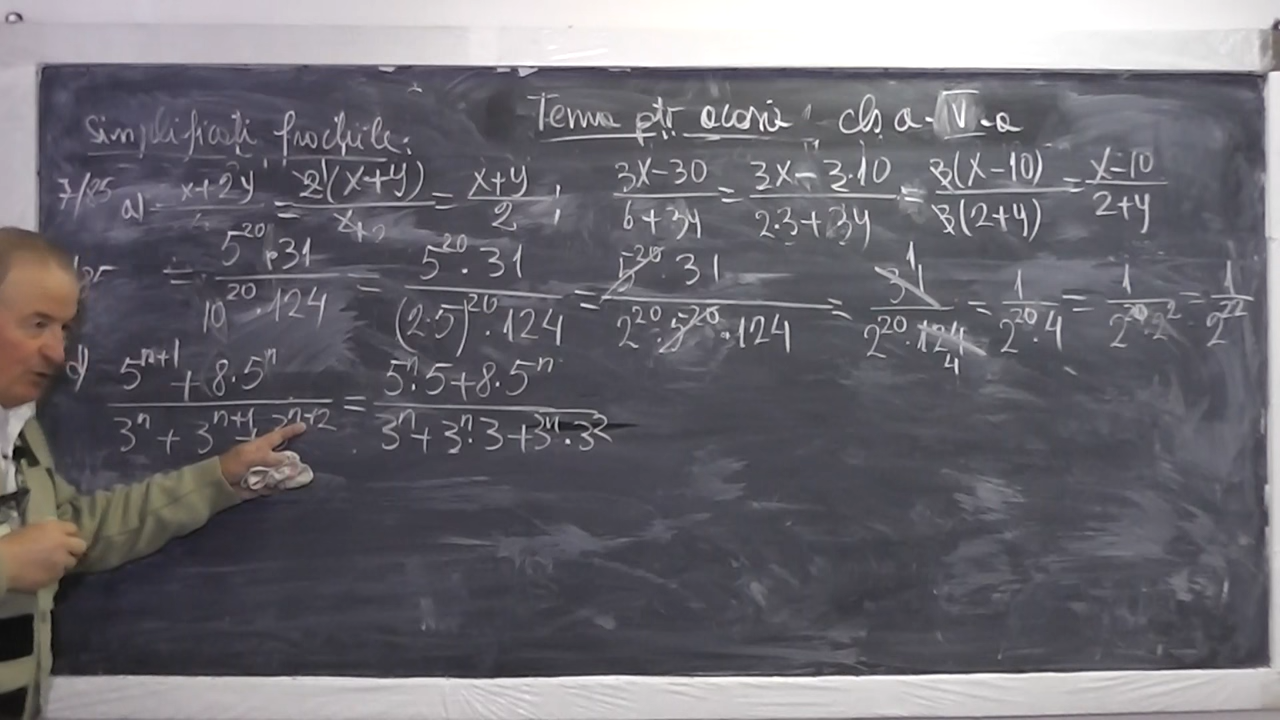 Tema ptr acasă cls a-V-a
Simplificați fracțiile:
7/85 a) x+2y = 2(x+y)/4 2 = x+y/2 ; 3x-30/6+3y = 3x-3·10/2·3+3y = 3(x-10)/3(2+y) = x-10/2+y
= 5^20·31/10^20·124 = 5^20·31/(2·5)^20·124 = 5^20·31/2^20·5^20·124 = 31 1/2^20·124 4 = 1/2^20·4 = 1/2^20·2^2 = 1/2^22
d) 5^n+1 + 8·5^n/3^n + 3^n+1 + 3^n+2 = 5^n·5+8·5^n/3^n+3^n·3+3^n·3^2